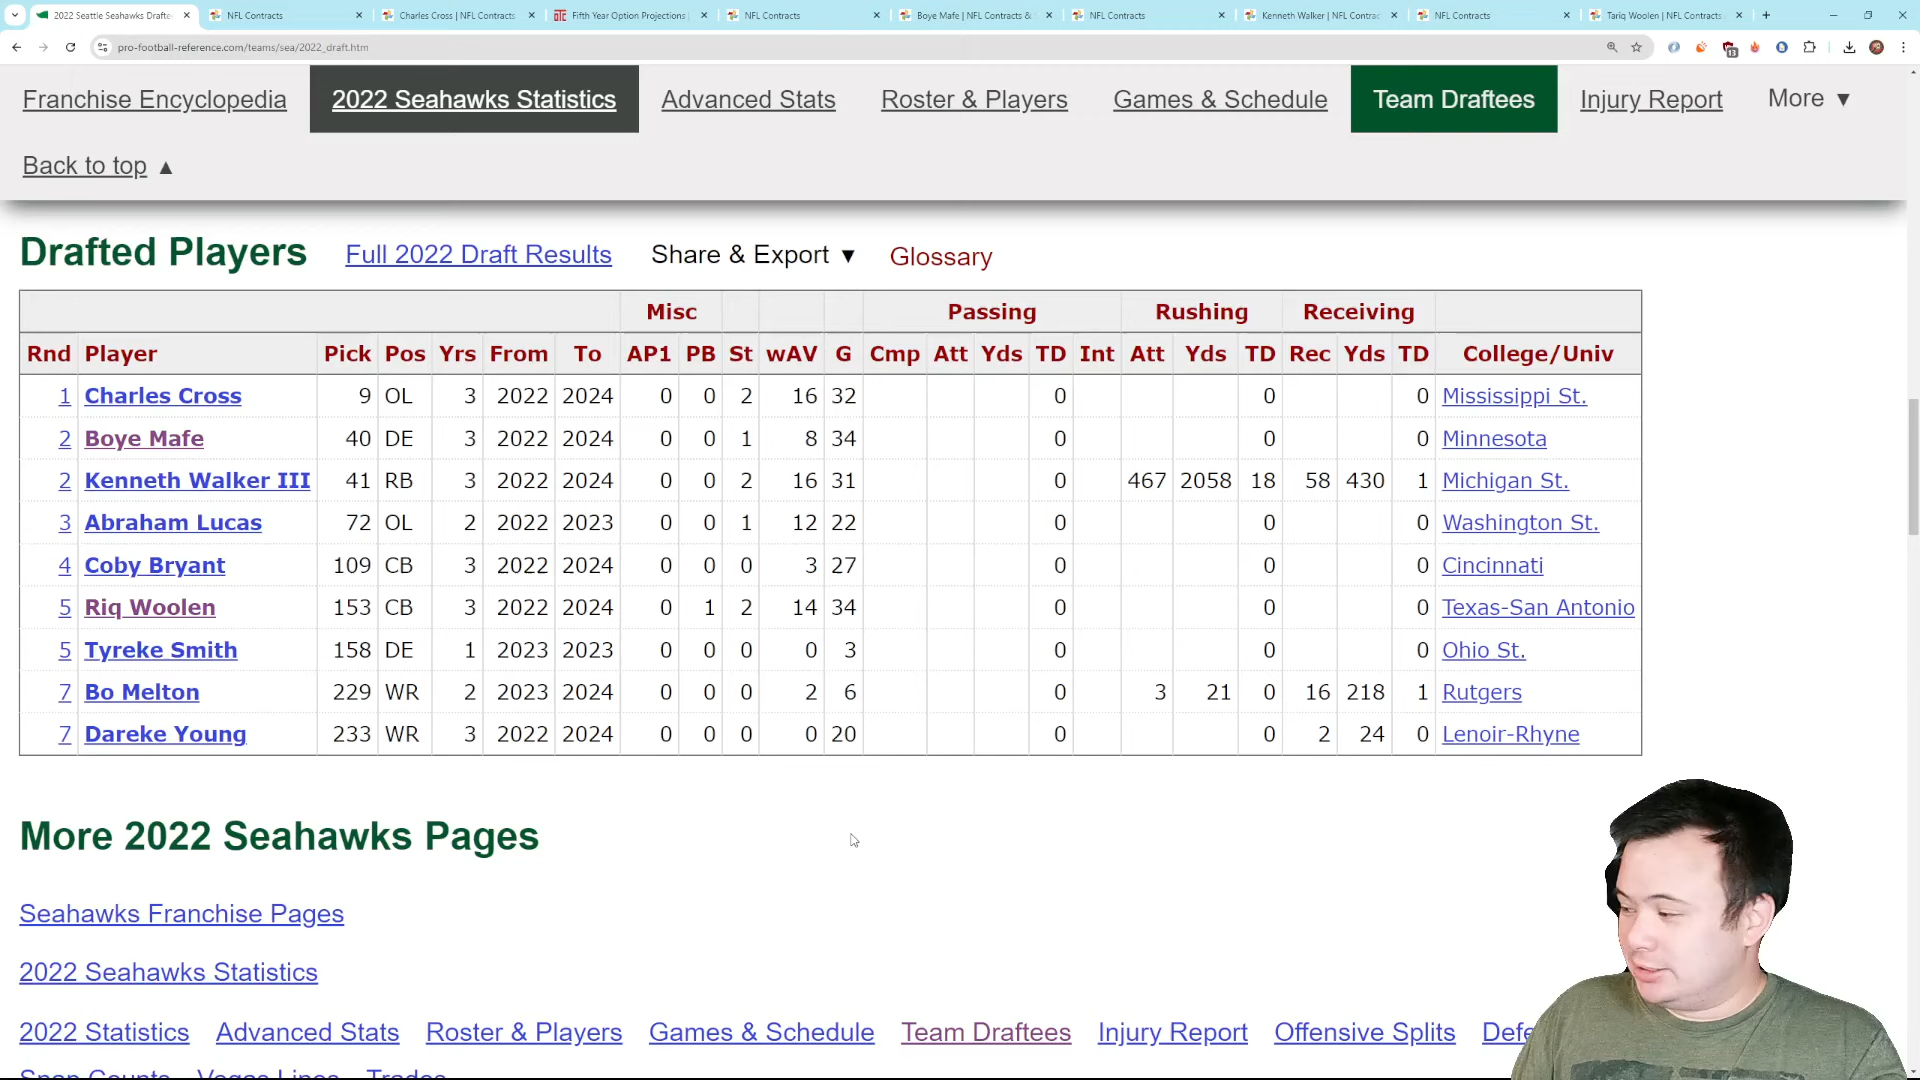 2022 Seattle Seahawks Drafte
NFL Contracts
Charles Cross | NFL Contracts
Fifth Year Option Projections
NFL Contracts
Boye Mafe | NFL Contracts &
NFL Contracts
Kenneth Walker | NFL Contrac
NFL Contracts
Tariq Woolen | NFL Contracts
pro-football-reference.com/teams/sea/2022_draft.htm
Franchise Encyclopedia 2022 Seahawks Statistics Advanced Stats Roster & Players Games & Schedule Team Draftees Injury Report More ▼
Back to top ▲
Drafted Players Full 2022 Draft Results Share & Export ▼ Glossary
Misc Passing Rushing Receiving
Rnd Player Pick Pos Yrs From To AP1 PB St wAV G Cmp Att Yds TD Int Att Yds TD Rec Yds TD College/Univ
1 Charles Cross 9 OL 3 2022 2024 0 0 2 16 32 0 0 0 Mississippi St.
2 Boye Mafe 40 DE 3 2022 2024 0 0 1 8 34 0 0 0 Minnesota
2 Kenneth Walker III 41 RB 3 2022 2024 0 0 2 16 31 0 467 2058 18 58 430 1 Michigan St.
3 Abraham Lucas 72 OL 2 2022 2023 0 0 1 12 22 0 0 0 Washington St.
4 Coby Bryant 109 CB 3 2022 2024 0 0 0 3 27 0 0 0 Cincinnati
5 Riq Woolen 153 CB 3 2022 2024 0 1 2 14 34 0 0 0 Texas-San Antonio
5 Tyreke Smith 158 DE 1 2023 2023 0 0 0 0 3 0 0 0 Ohio St.
7 Bo Melton 229 WR 2 2023 2024 0 0 0 2 6 0 3 21 0 16 218 1 Rutgers
7 Dareke Young 233 WR 3 2022 2024 0 0 0 0 20 0 0 2 24 0 Lenoir-Rhyne
More 2022 Seahawks Pages
Seahawks Franchise Pages
2022 Seahawks Statistics
2022 Statistics Advanced Stats Roster & Players Games & Schedule Team Draftees Injury Report Offensive Splits Defe
Snap Counts Vegas Lines Trades